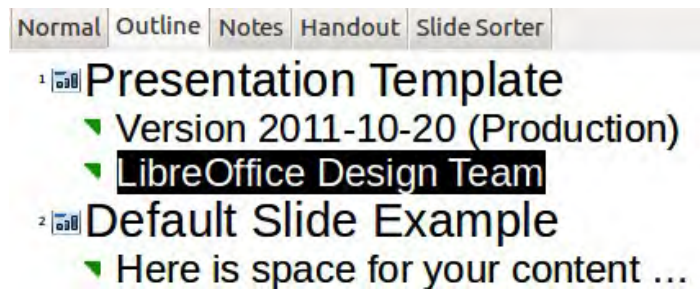 Normal Outline Notes Handout Slide Sorter
1 Presentation Template
Version 2011-10-20 (Production)
LibreOffice Design Team
2 Default Slide Example
Here is space for your content ...